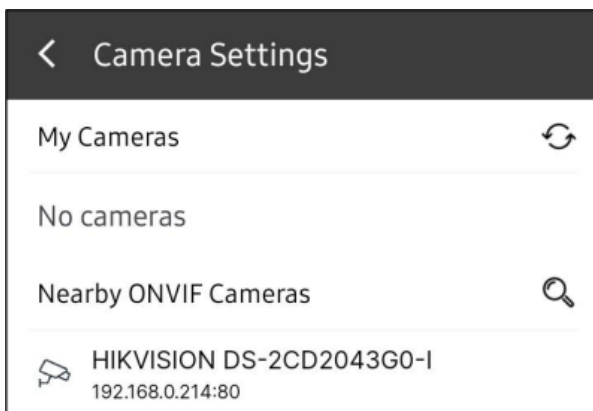 Camera Settings
My Cameras
No cameras
Nearby ONVIF Cameras
HIKVISION DS-2CD2043G0-I
192.168.0.214:80